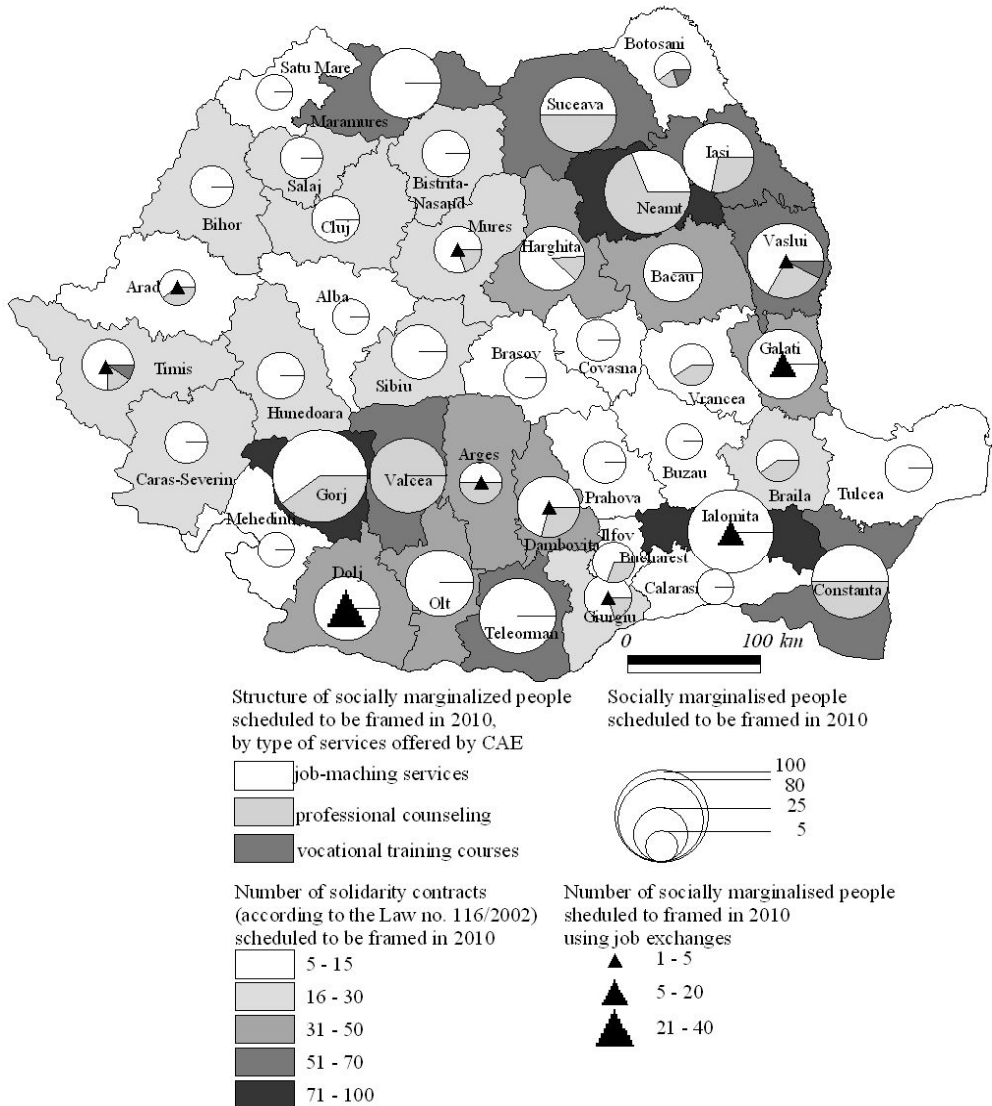 Botosani
Satu Mare
Maramures
Suceava
Iasi
Salaj
Bistrita-
Nasaud
Neamt
Bihor
Cluj
Mures
Harghita
Vaslui
Bacau
Arad
Alba
Timis
Sibiu
Brasov
Covasna
Galati
Vrancea
Hunedoara
Caras-Severin
Gorj
Valcea
Arges
Prahova
Buzau
Braila
Tulcea
Mehedinti
Dambovita
Ialomita
Ilfov
Bucharest
Calarasi
Dolj
Olt
Teleorman
Giurgiu
Constanta
0 100 km
Structure of socially marginalized people
scheduled to be framed in 2010,
by type of services offered by CAE
job-maching services
professional counseling
vocational training courses
Socially marginalised people
scheduled to be framed in 2010
100
80
25
5
Number of solidarity contracts
(according to the Law no. 116/2002)
scheduled to be framed in 2010
5 - 15
16 - 30
31 - 50
51 - 70
71 - 100
Number of socially marginalised people
sheduled to framed in 2010
using job exchanges
1 - 5
5 - 20
21 - 40